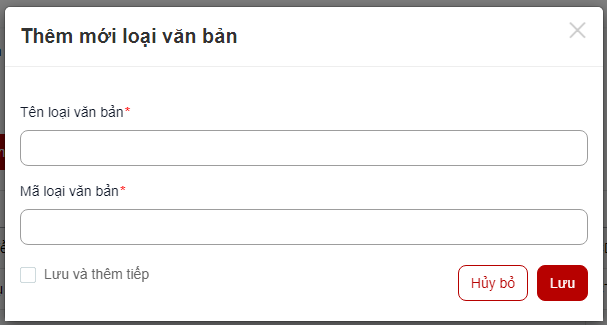 Thêm mới loại văn bản
Tên loại văn bản*
Mã loại văn bản*
Lưu và thêm tiếp
Hủy bỏ
Lưu